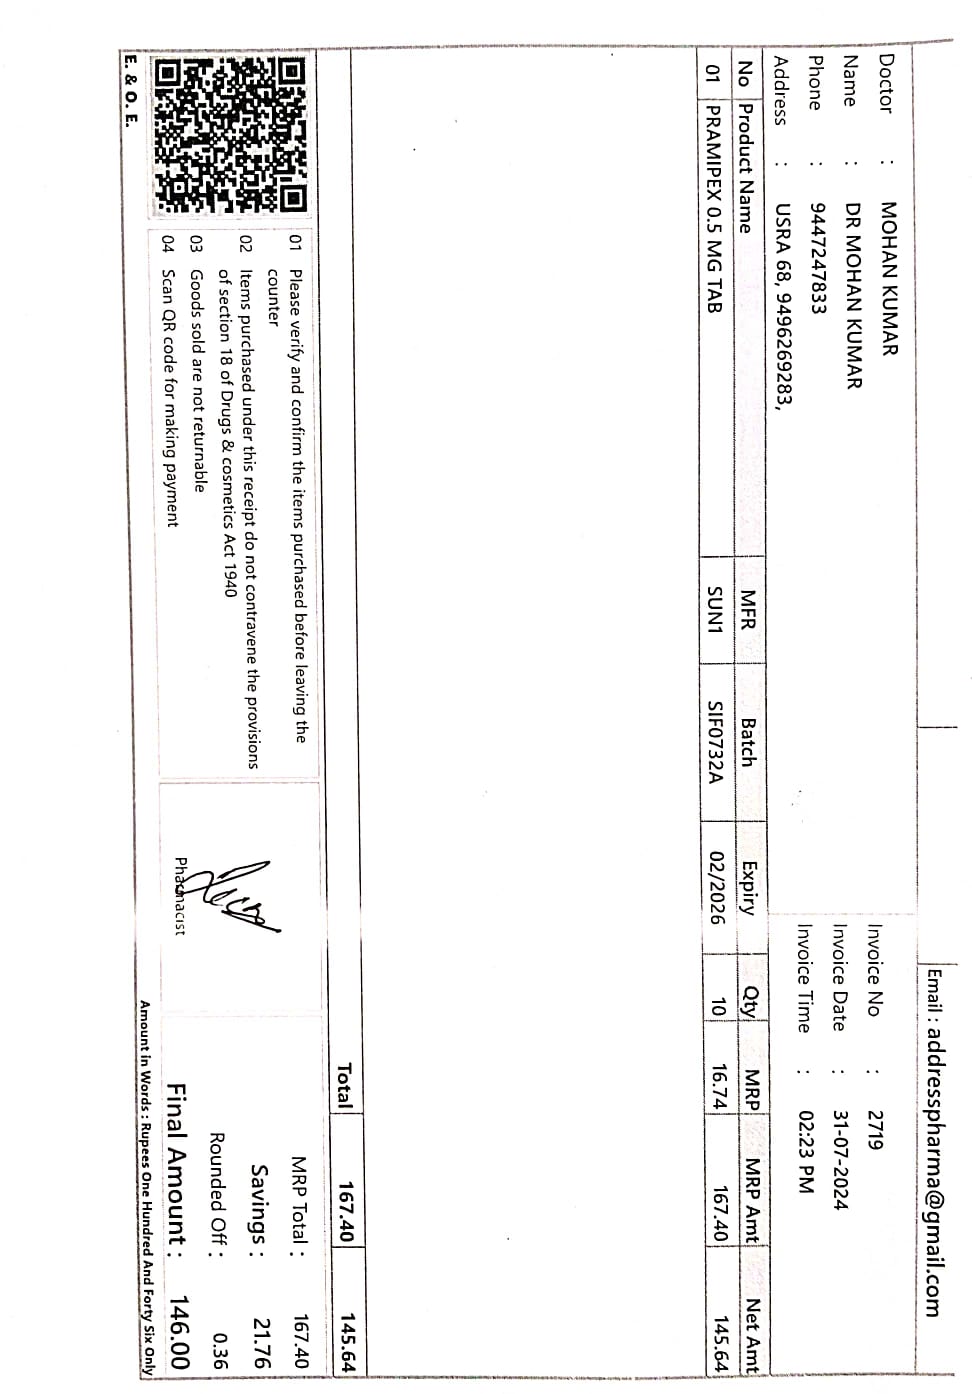 Email : addresspharma@gmail.com
Doctor : MOHAN KUMAR
Name : DR MOHAN KUMAR
Phone : 9447247833
Address : USRA 68, 9496269283,
Invoice No : 2719
Invoice Date : 31-07-2024
Invoice Time : 02:23 PM
No Product Name MFR Batch Expiry Qty MRP MRP Amt Net Amt
01 PRAMIPEX 0.5 MG TAB SUN1 SIF0732A 02/2026 10 16.74 167.40 145.64
Total 167.40 145.64
01 Please verify and confirm the items purchased before leaving the
counter
02 Items purchased under this receipt do not contravene the provisions
of section 18 of Drugs & cosmetics Act 1940
03 Goods sold are not returnable
04 Scan QR code for making payment
Pharmacist
MRP Total : 167.40
Savings : 21.76
Rounded Off : 0.36
Final Amount : 146.00
Amount in Words : Rupees One Hundred And Forty Six Only
E. & O. E.